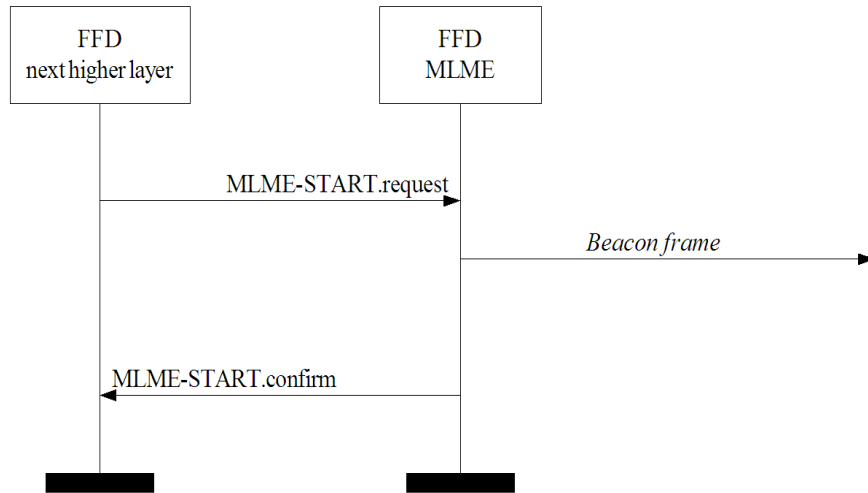 FFD
next higher layer
FFD
MLME
MLME-START.request
Beacon frame
MLME-START.confirm